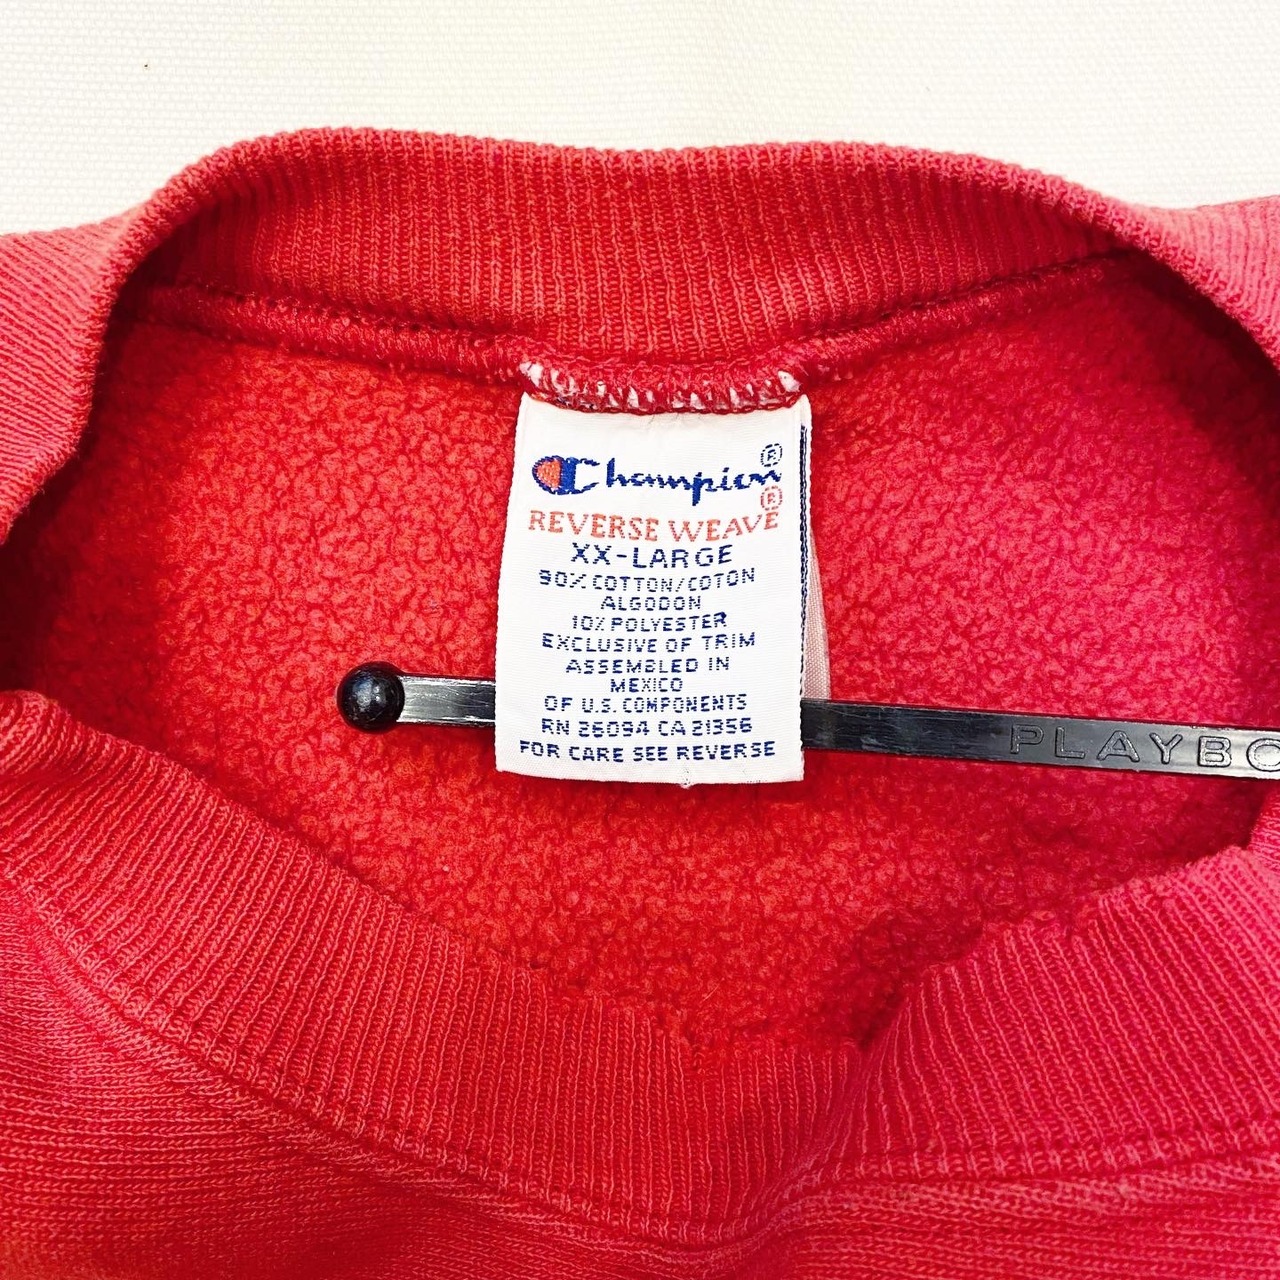 Champion®
REVERSE WEAVE®
XX-LARGE
90% COTTON/COTON
ALGODON
10% POLYESTER
EXCLUSIVE OF TRIM
ASSEMBLED IN
MEXICO
OF U.S. COMPONENTS
RN 26094 CA 21356
FOR CARE SEE REVERSE
PLAYBO